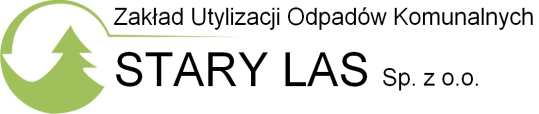 Zakład Utylizacji Odpadów Komunalnych
STARY LAS Sp. z o.o.